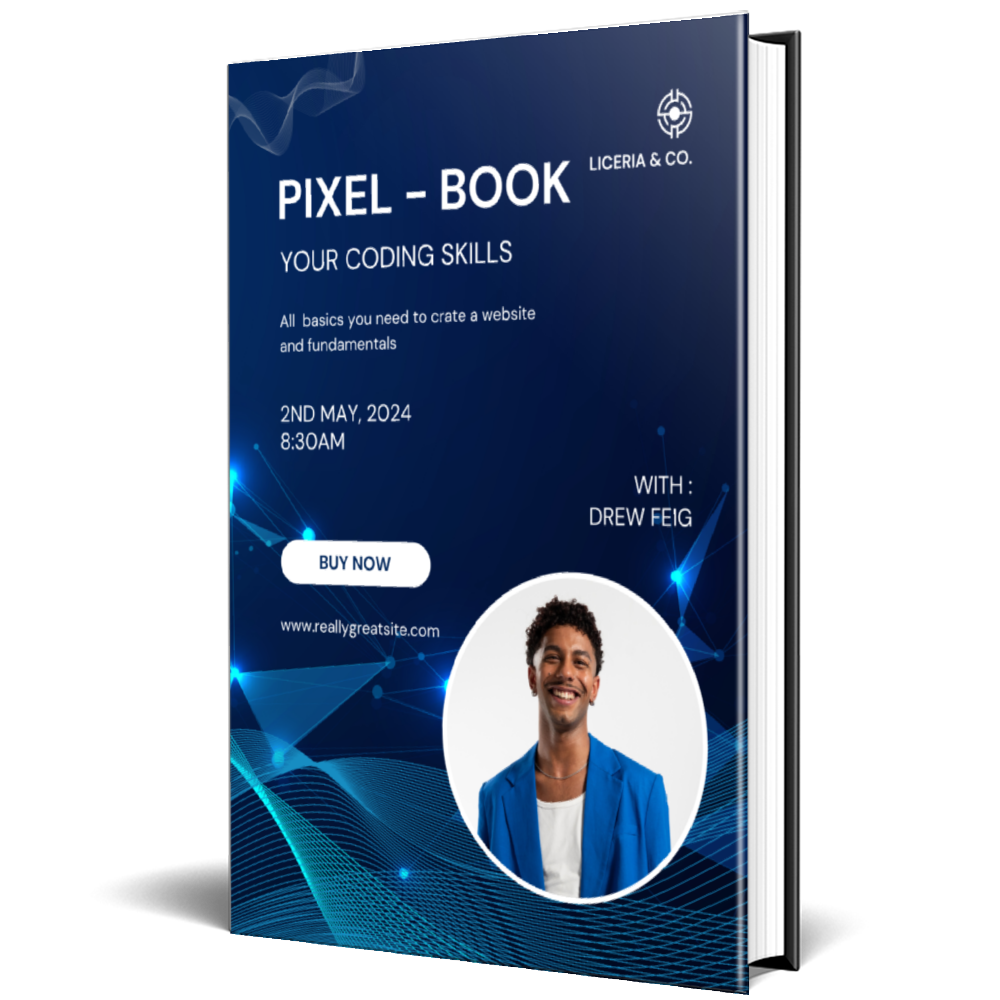 LICERIA & CO.
PIXEL – BOOK
YOUR CODING SKILLS
All basics you need to crate a website
and fundamentals
2ND MAY, 2024
8:30AM
WITH :
DREW FEIG
BUY NOW
www.reallygreatsite.com